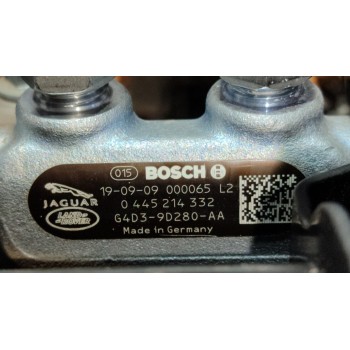 015 BOSCH
19-09-09 000065 L2
JAGUAR
0 445 214 332
LAND ROVER
G4D3-9D280-AA
Made in Germany